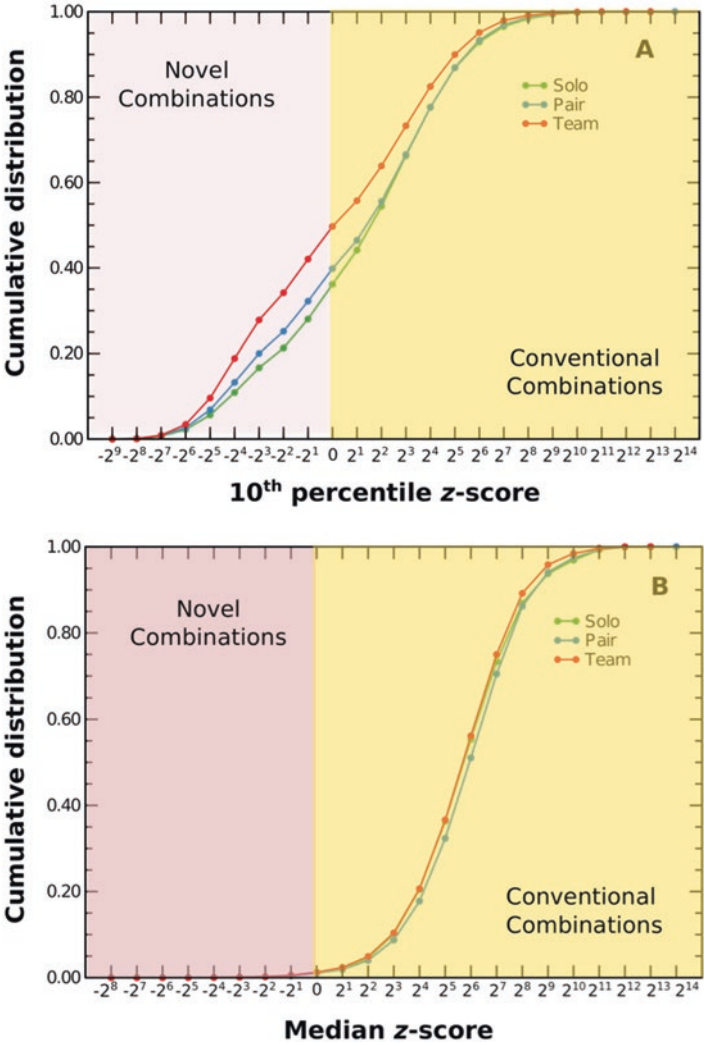 A
Novel
Combinations
Solo
Pair
Team
Conventional
Combinations
Cumulative distribution
1.00
0.80
0.60
0.40
0.20
0.00
-2⁹ -2⁸ -2⁷ -2⁶ -2⁵ -2⁴ -2³ -2² -2¹ 0 2¹ 2² 2³ 2⁴ 2⁵ 2⁶ 2⁷ 2⁸ 2⁹ 2¹⁰ 2¹¹ 2¹² 2¹³ 2¹⁴
10ᵗʰ percentile z-score
B
Novel
Combinations
Solo
Pair
Team
Conventional
Combinations
Cumulative distribution
1.00
0.80
0.60
0.40
0.20
0.00
-2⁸ -2⁷ -2⁶ -2⁵ -2⁴ -2³ -2² -2¹ 0 2¹ 2² 2³ 2⁴ 2⁵ 2⁶ 2⁷ 2⁸ 2⁹ 2¹⁰ 2¹¹ 2¹² 2¹³ 2¹⁴
Median z-score